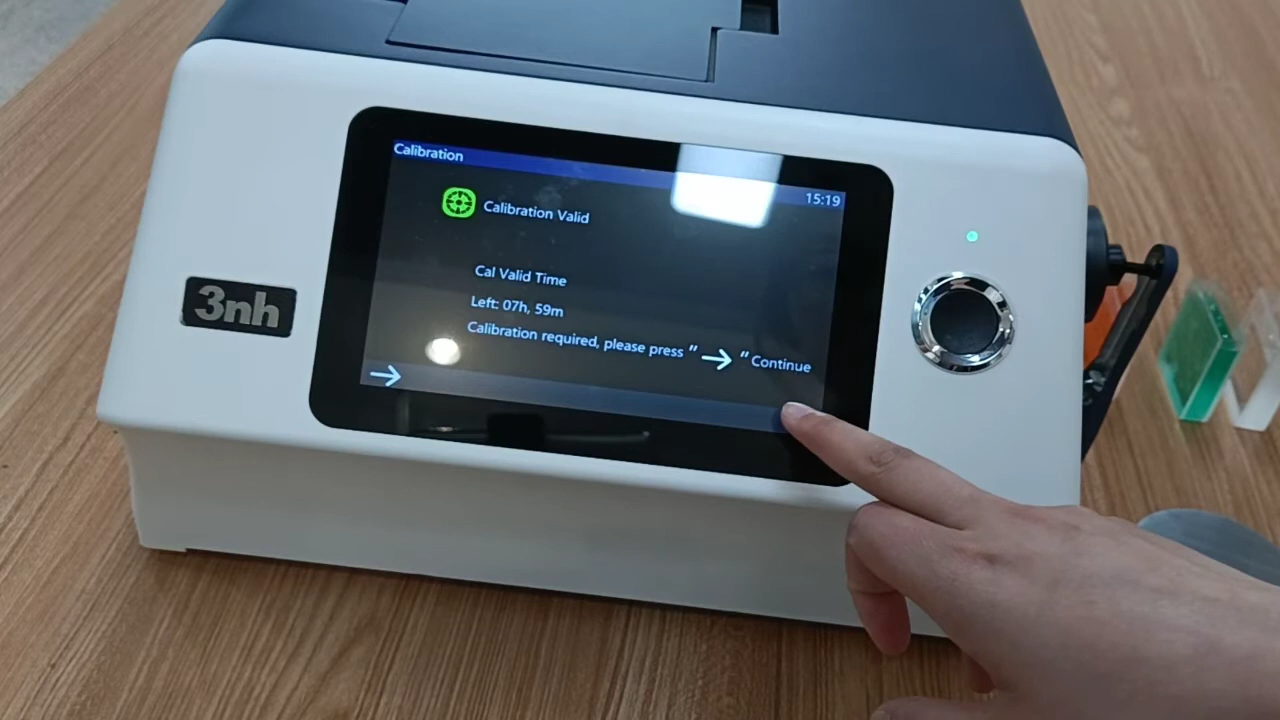 Calibration
15:19
Calibration Valid
Cal Valid Time
Left: 07h, 59m
Calibration required, please press "→" Continue
→
3nh